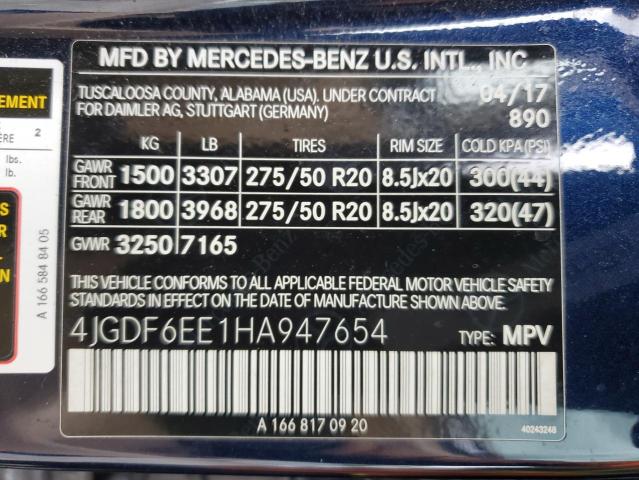 MFD BY MERCEDES-BENZ U.S. INTL., INC
TUSCALOOSA COUNTY, ALABAMA (USA). UNDER CONTRACT 04/17
FOR DAIMLER AG, STUTTGART (GERMANY) 890
KG LB TIRES RIM SIZE COLD KPA (PSI)
GAWR FRONT 1500 3307 275/50 R20 8.5Jx20 300(44)
GAWR REAR 1800 3968 275/50 R20 8.5Jx20 320(47)
GVWR 3250 7165
THIS VEHICLE CONFORMS TO ALL APPLICABLE FEDERAL MOTOR VEHICLE SAFETY
STANDARDS IN EFFECT ON THE DATE OF MANUFACTURE SHOWN ABOVE.
4JGDF6EE1HA947654 TYPE: MPV
A 166 817 09 20 40243248
2
lbs.
lb.
A 166 584 84 05